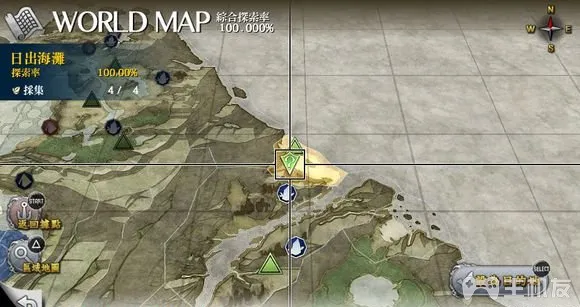 WORLD MAP
綜合探索率
100.000%
N
W E
S
日出海灘
探索率 100.00%
採集 4 / 4
START
返回據點
區域地圖
SELECT